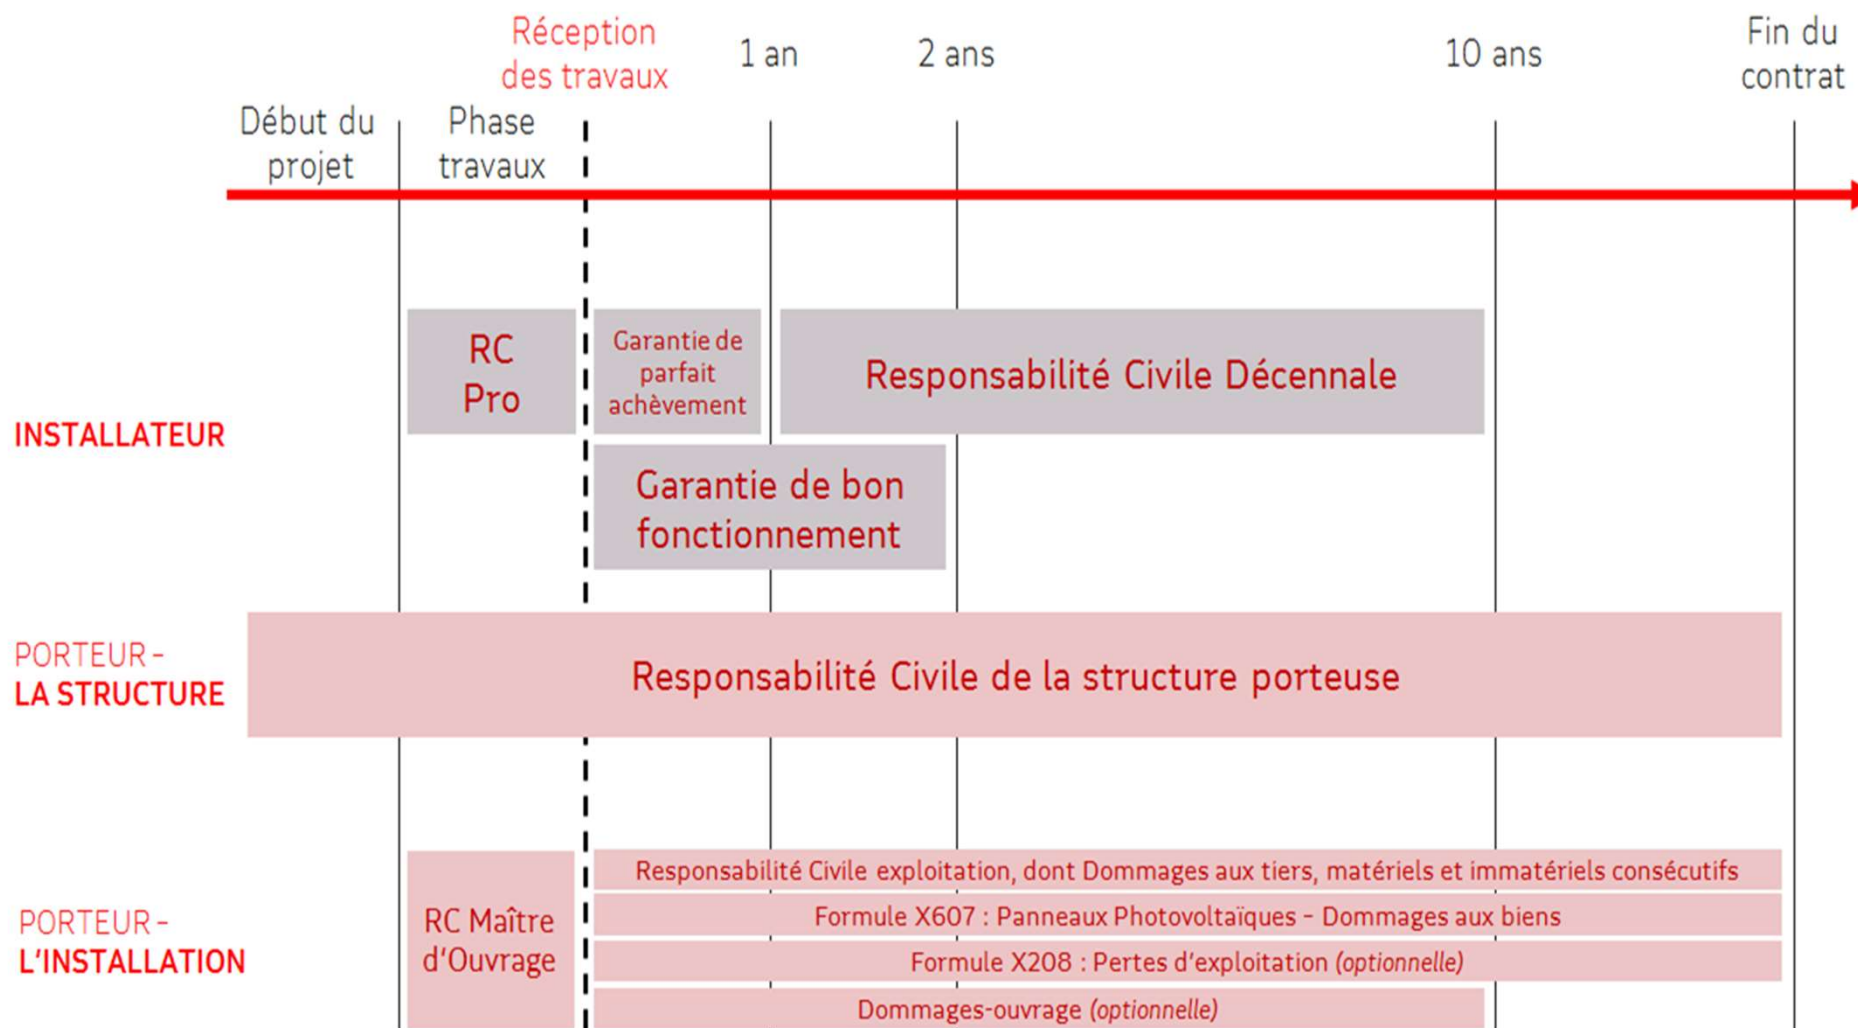 Réception
des travaux
1 an
2 ans
10 ans
Fin du
contrat
Début du
projet
Phase
travaux
INSTALLATEUR
RC
Pro
Garantie de
parfait
achèvement
Responsabilité Civile Décennale
Garantie de bon
fonctionnement
PORTEUR –
LA STRUCTURE
Responsabilité Civile de la structure porteuse
PORTEUR –
L'INSTALLATION
RC Maître
d'Ouvrage
Responsabilité Civile exploitation, dont Dommages aux tiers, matériels et immatériels consécutifs
Formule X607 : Panneaux Photovoltaïques – Dommages aux biens
Formule X208 : Pertes d'exploitation (optionnelle)
Dommages-ouvrage (optionnelle)